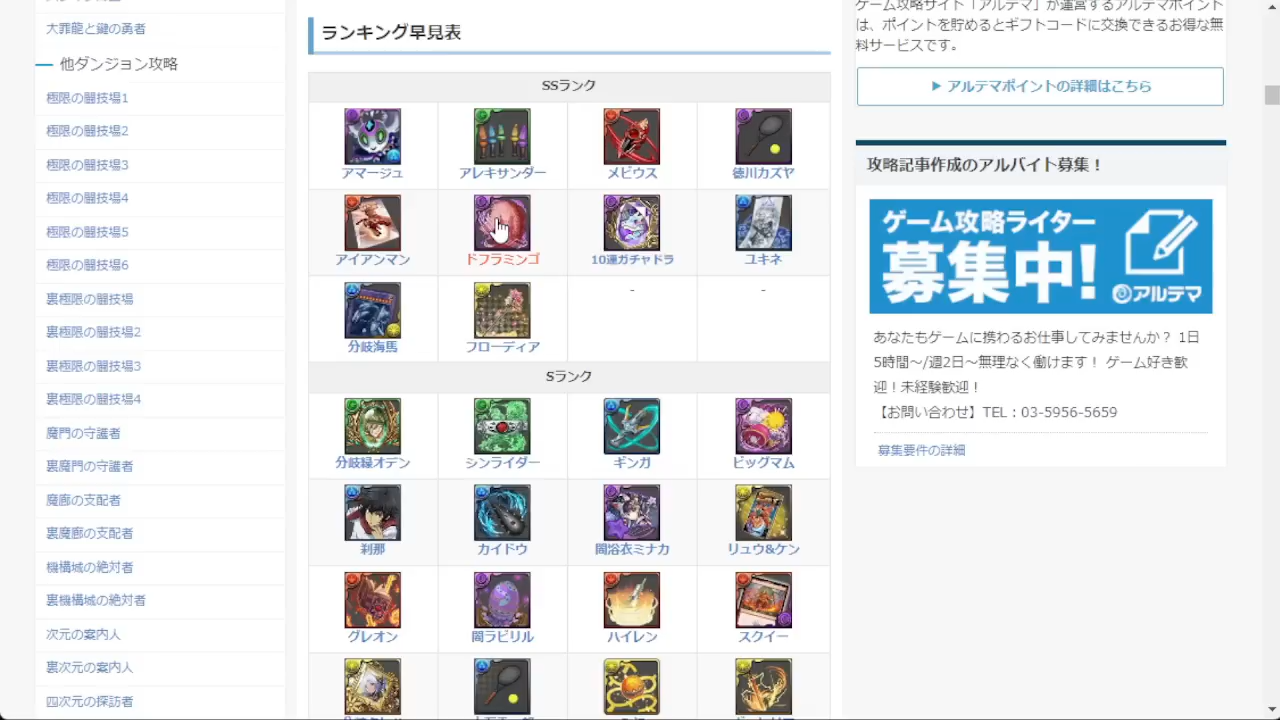 大罪龍と鍵の勇者
他ダンジョン攻略
極限の闘技場1
極限の闘技場2
極限の闘技場3
極限の闘技場4
極限の闘技場5
極限の闘技場6
裏極限の闘技場
裏極限の闘技場2
裏極限の闘技場3
裏極限の闘技場4
魔門の守護者
裏魔門の守護者
魔廊の支配者
裏魔廊の支配者
機構城の絶対者
裏機構城の絶対者
次元の案内人
裏次元の案内人
四次元の探訪者
ランキング早見表
SSランク
アマージュ
アレキサンダー
メビウス
徳川カズヤ
アイアンマン
ドフラミンゴ
10連ガチャドラ
ユキネ
分岐海馬
フローディア
-
-
Sランク
分岐緑オデン
シンライダー
ギンガ
ビッグマム
刹那
カイドウ
闇浴衣ミナカ
リュウ&ケン
グレオン
闇ラビリル
ハイレン
スクイー
ゲーム攻略サイト「アルテマ」が運営するアルテマポイント
は、ポイントを貯めるとギフトコードに交換できるお得な無
料サービスです。
▶ アルテマポイントの詳細はこちら
攻略記事作成のアルバイト募集！
ゲーム攻略ライター
募集中!
アルテマ
あなたもゲームに携わるお仕事してみませんか？ 1日
5時間～/週2日～無理なく働けます！ ゲーム好き歓
迎！未経験歓迎！
【お問い合わせ】TEL：03-5956-5659
募集要件の詳細